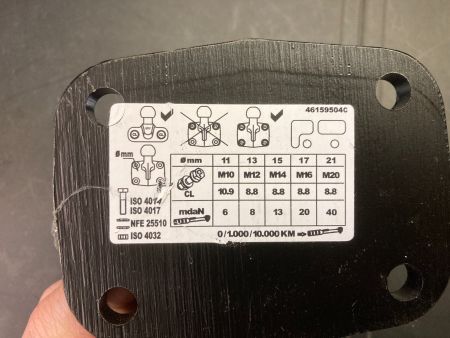 46159504C
ømm
ømm 11 13 15 17 21
M10 M12 M14 M16 M20
CL 10.9 8.8 8.8 8.8 8.8
mdaN 6 8 13 20 40
ISO 4014
ISO 4017
NFE 25510
ISO 4032
0/1.000/10.000 KM